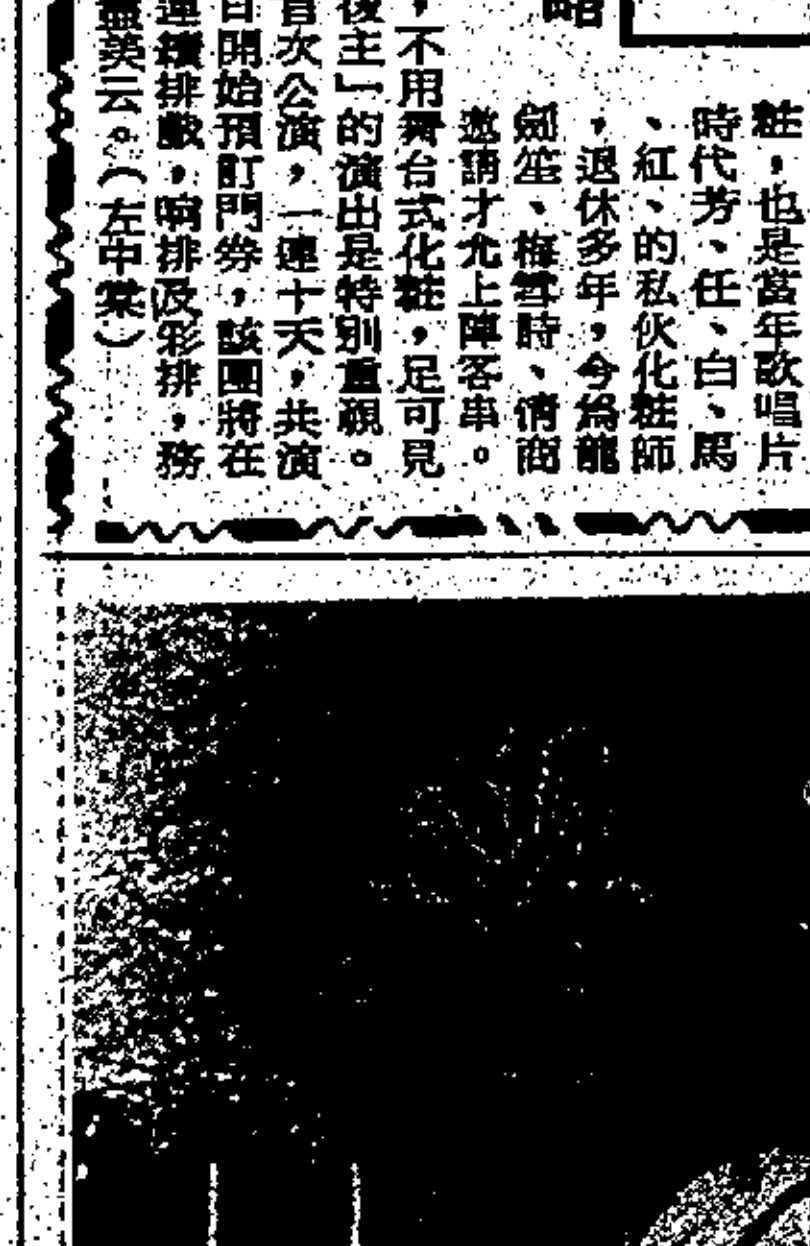 略
粧，也是當年歌唱片
時代芳、任、白、馬
、紅、的私伙化粧師
，退休多年，今為龍
劍笙、梅雪詩、情商
邀請才允上陣客串。
，不用舞台式化粧，足可見
後主」的演出是特別重視。
首次公演，一連十天，共演
日開始預訂門券，該團將在
連續排戲，响排及彩排，務
盡美云。（左中棠）